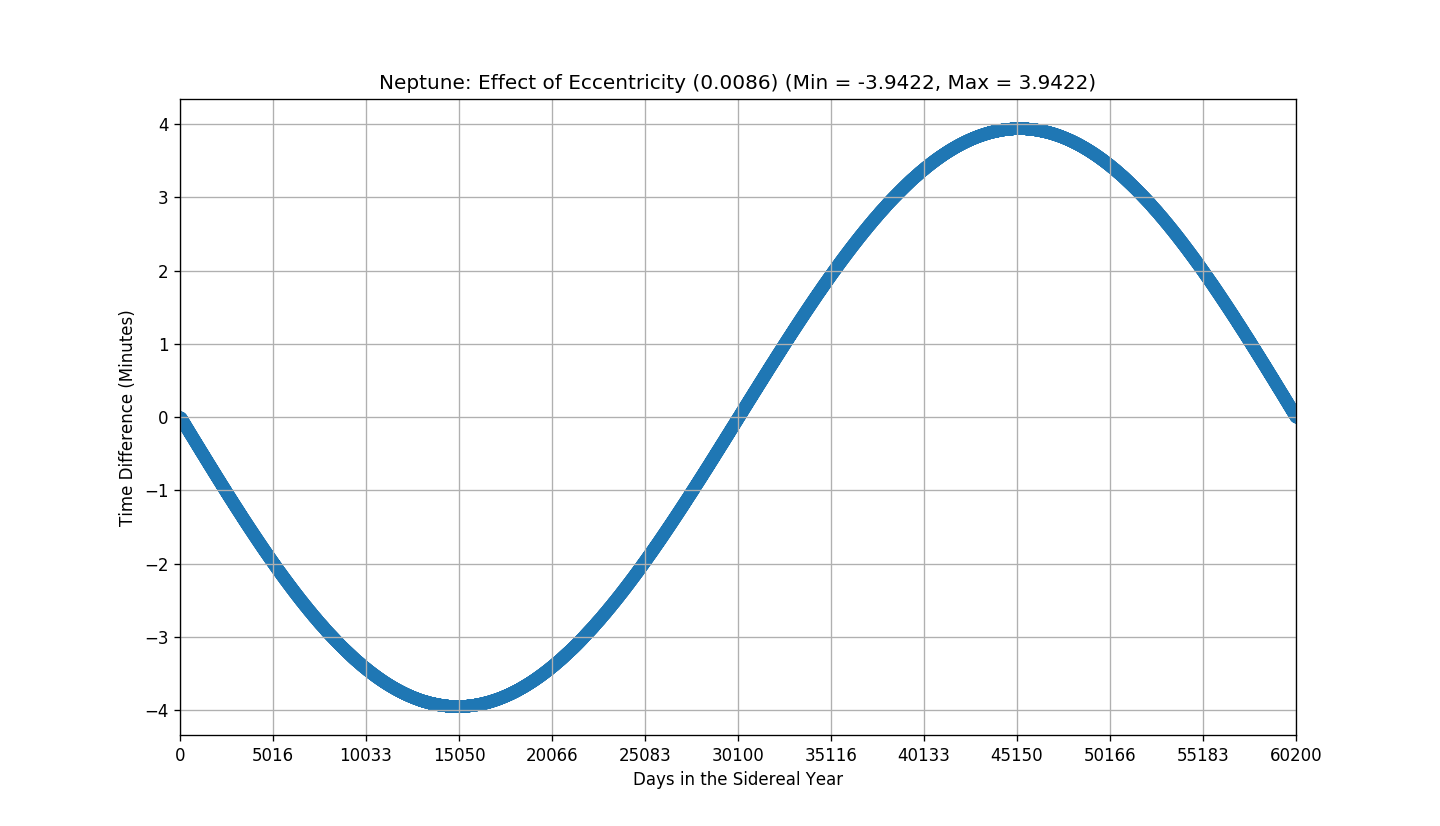 Neptune: Effect of Eccentricity (0.0086) (Min = -3.9422, Max = 3.9422)
Time Difference (Minutes)
4
3
2
1
0
−1
−2
−3
−4
0 5016 10033 15050 20066 25083 30100 35116 40133 45150 50166 55183 60200
Days in the Sidereal Year